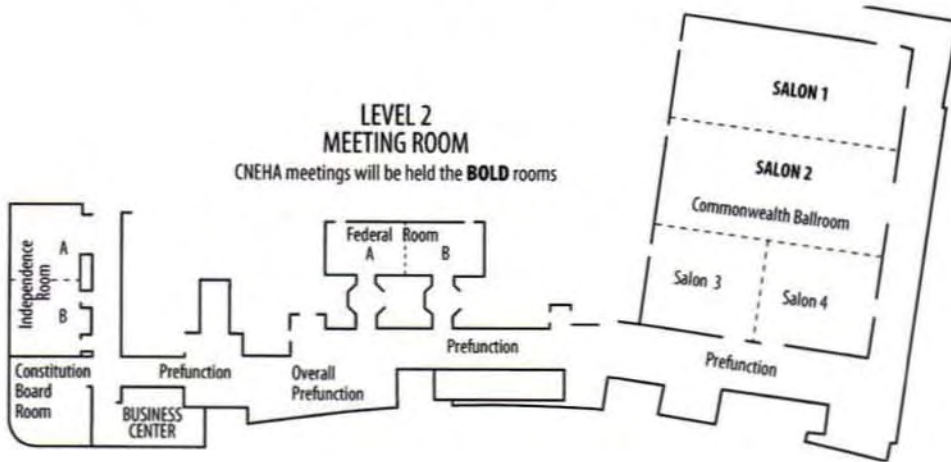 LEVEL 2
MEETING ROOM
CNEHA meetings will be held the BOLD rooms
SALON 1
SALON 2
Commonwealth Ballroom
Salon 3
Salon 4
Prefunction
Federal Room
A
B
Prefunction
Independence
Room
A
B
Constitution
Board
Room
Prefunction
Overall
Prefunction
BUSINESS
CENTER